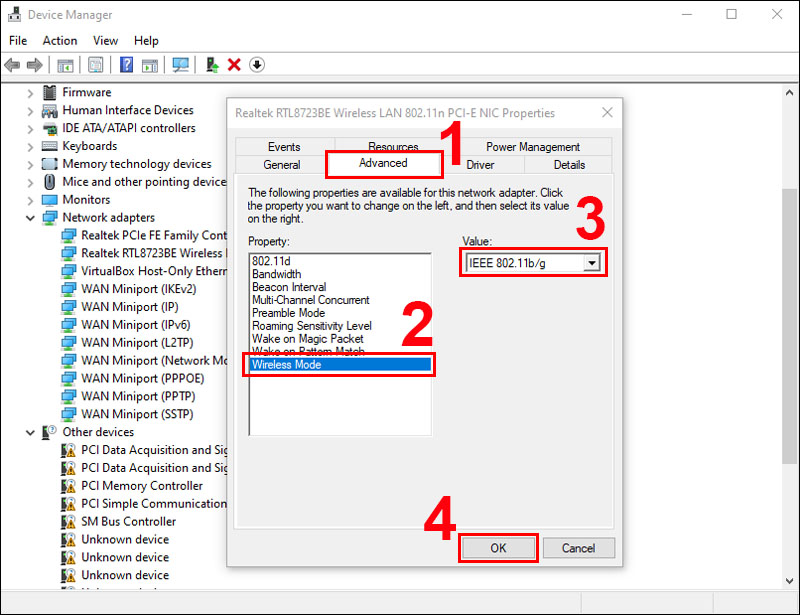 Device Manager
File Action View Help
Firmware
Human Interface Devices
IDE ATA/ATAPI controllers
Keyboards
Memory technology devices
Mice and other pointing device
Monitors
Network adapters
Realtek PCIe FE Family Cont
Realtek RTL8723BE Wireless
VirtualBox Host-Only Ethern
WAN Miniport (IKEv2)
WAN Miniport (IP)
WAN Miniport (IPv6)
WAN Miniport (L2TP)
WAN Miniport (Network Mo
WAN Miniport (PPPOE)
WAN Miniport (PPTP)
WAN Miniport (SSTP)
Other devices
PCI Data Acquisition and Sig
PCI Data Acquisition and Sig
PCI Memory Controller
PCI Simple Communication
SM Bus Controller
Unknown device
Unknown device
Unknown device
Realtek RTL8723BE Wireless LAN 802.11n PCI-E NIC Properties
Events Resources Power Management
General Advanced Driver Details
1
The following properties are available for this network adapter. Click
the property you want to change on the left, and then select its value
on the right.
Property:
802.11d
Bandwidth
Beacon Interval
Multi-Channel Concurrent
Preamble Mode
Roaming Sensitivity Level
Wake on Magic Packet
Wake on Pattern Match
Wireless Mode
2
Value:
IEEE 802.11b/g
3
4
OK Cancel